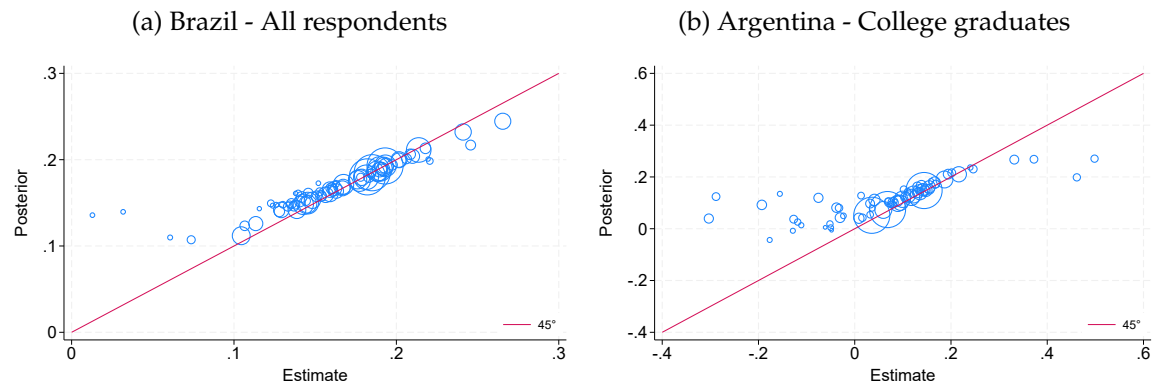 (a) Brazil - All respondents
Posterior
.3
.2
.1
0
0 .1 .2 .3
Estimate
45°
(b) Argentina - College graduates
Posterior
.6
.4
.2
0
-.2
-.4
-.4 -.2 0 .2 .4 .6
Estimate
45°